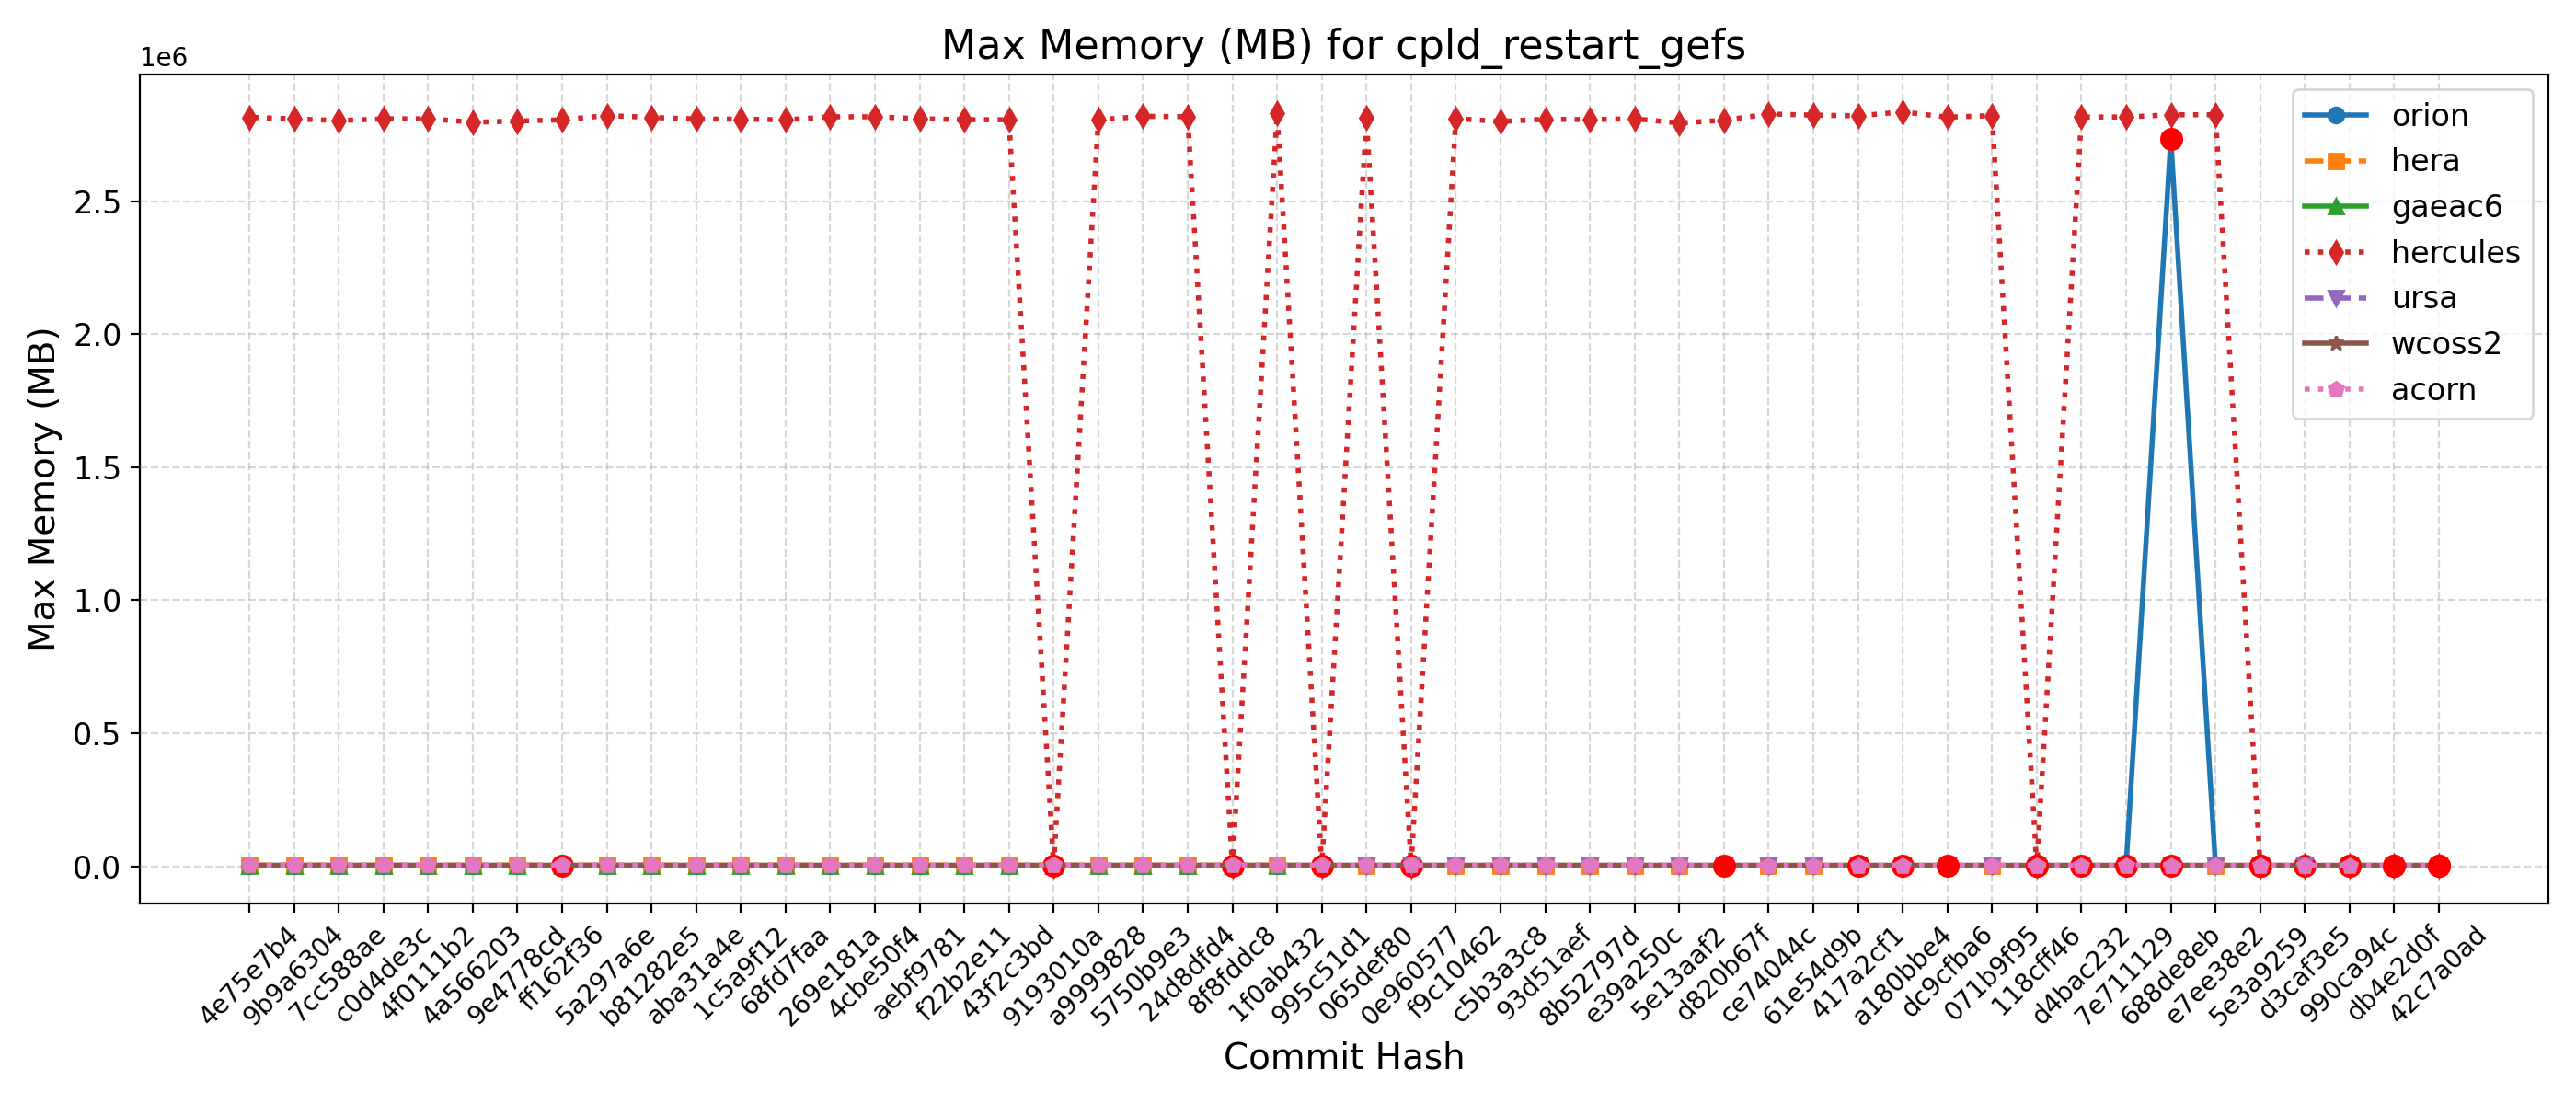 Max Memory (MB) for cpld_restart_gefs
1e6
Max Memory (MB)
2.5
2.0
1.5
1.0
0.5
0.0
orion
hera
gaeac6
hercules
ursa
wcoss2
acorn
4e75e7b4
9b9a6304
7cc588ae
c0d4de3c
4f0111b2
4a566203
9e4778cd
ff162f36
5a297a6e
b81282e5
aba31a4e
1c5a9f12
68fd7faa
269e181a
4cbe50f4
aebf9781
f22b2e11
43f2c3bd
9193010a
a9999828
5750b9e3
24d8dfd4
8f8fddc8
1f0ab432
995c51d1
065def80
0e960577
f9c10462
c5b3a3c8
93d51aef
8b52797d
e39a250c
5e13aaf2
d820b67f
ce74044c
61e54d9b
417a2cf1
a180bbe4
dc9cfba6
071b9f95
118cff46
d4bac232
7e711129
688de8eb
e7ee38e2
5e3a9259
d3caf3e5
990ca94c
db4e2d0f
42c7a0ad
Commit Hash